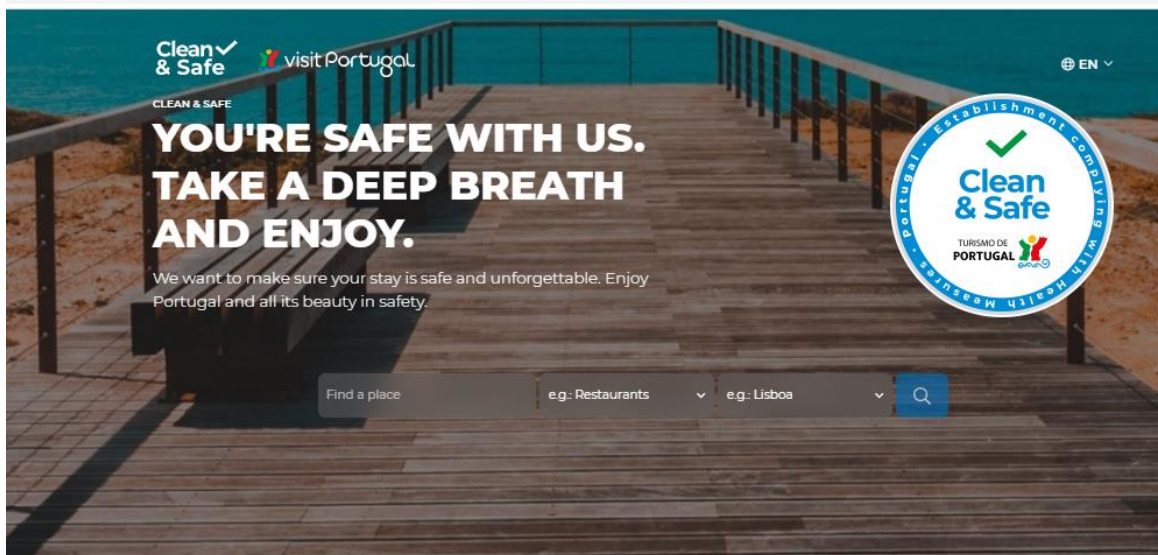 Clean
& Safe
visitPortugal
EN
CLEAN & SAFE
YOU'RE SAFE WITH US.
TAKE A DEEP BREATH
AND ENJOY.
We want to make sure your stay is safe and unforgettable. Enjoy
Portugal and all its beauty in safety.
Portugal · Establishment complying with Health Measures ·
Clean
& Safe
TURISMO DE
PORTUGAL
Find a place
e.g.: Restaurants
e.g.: Lisboa